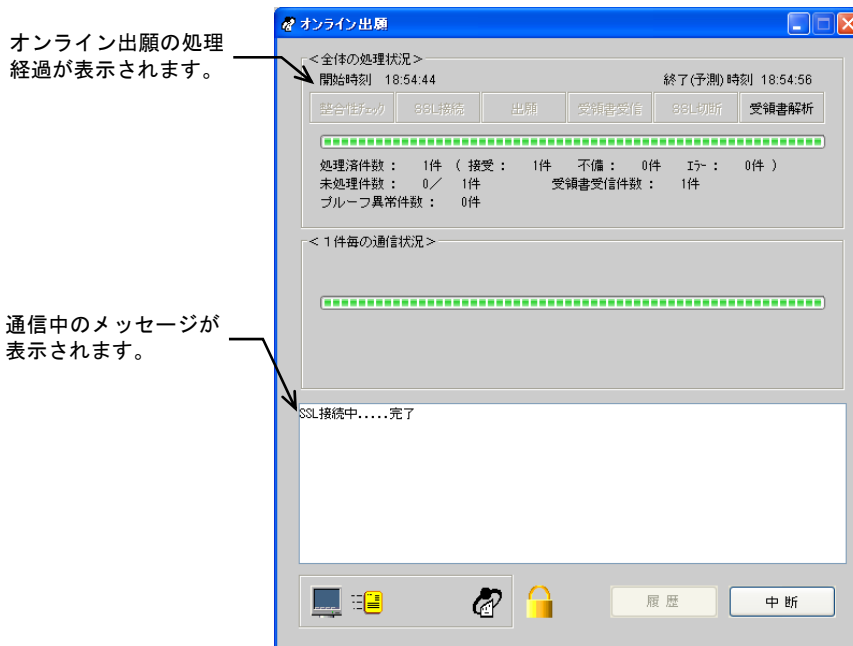 オンライン出願の処理
経過が表示されます。
通信中のメッセージが
表示されます。
オンライン出願
＜全体の処理状況＞
開始時刻 18:54:44 終了(予測)時刻 18:54:56
整合性ﾁｪｯｸ SSL接続 出願 受領書受信 SSL切断 受領書解析
処理済件数： 1件 ( 接受： 1件 不備： 0件 ｴﾗｰ： 0件 )
未処理件数： 0／ 1件 受領書受信件数： 1件
プルーフ異常件数： 0件
＜１件毎の通信状況＞
SSL接続中.....完了
履歴 中断